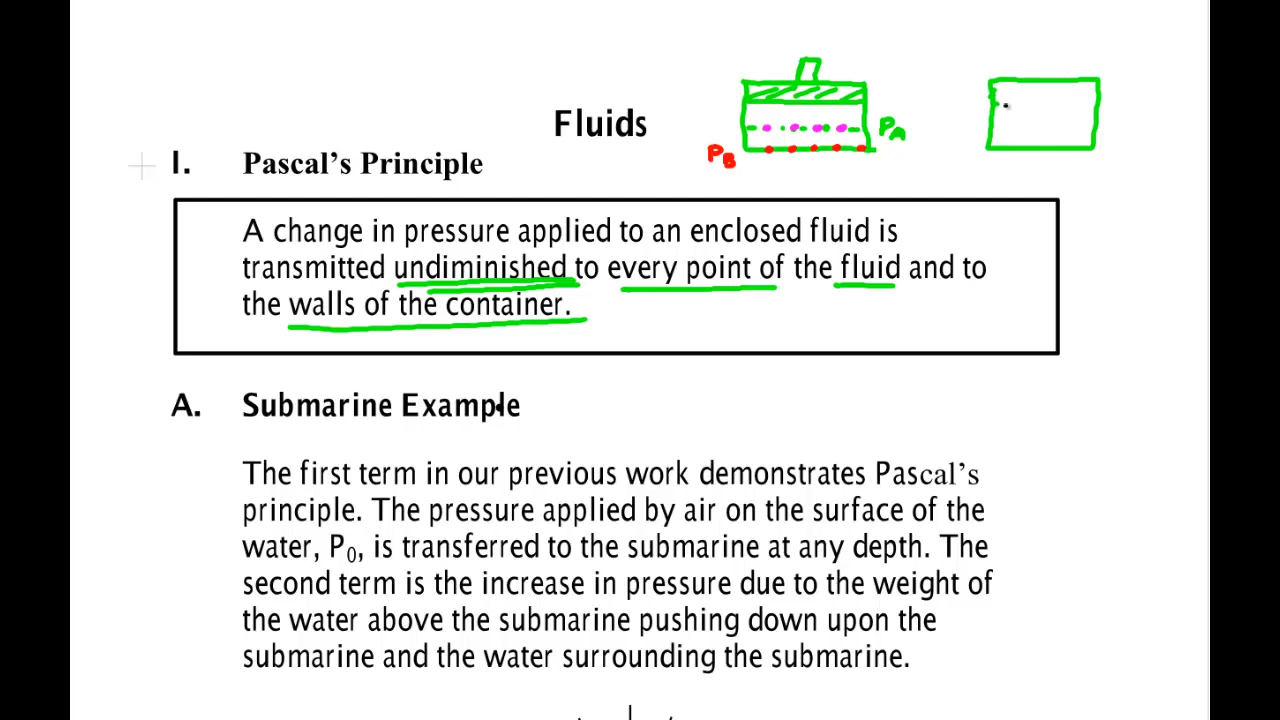 Fluids
P_A
P_B
I. Pascal's Principle
A change in pressure applied to an enclosed fluid is
transmitted undiminished to every point of the fluid and to
the walls of the container.
A. Submarine Example
The first term in our previous work demonstrates Pascal's
principle. The pressure applied by air on the surface of the
water, P₀, is transferred to the submarine at any depth. The
second term is the increase in pressure due to the weight of
the water above the submarine pushing down upon the
submarine and the water surrounding the submarine.